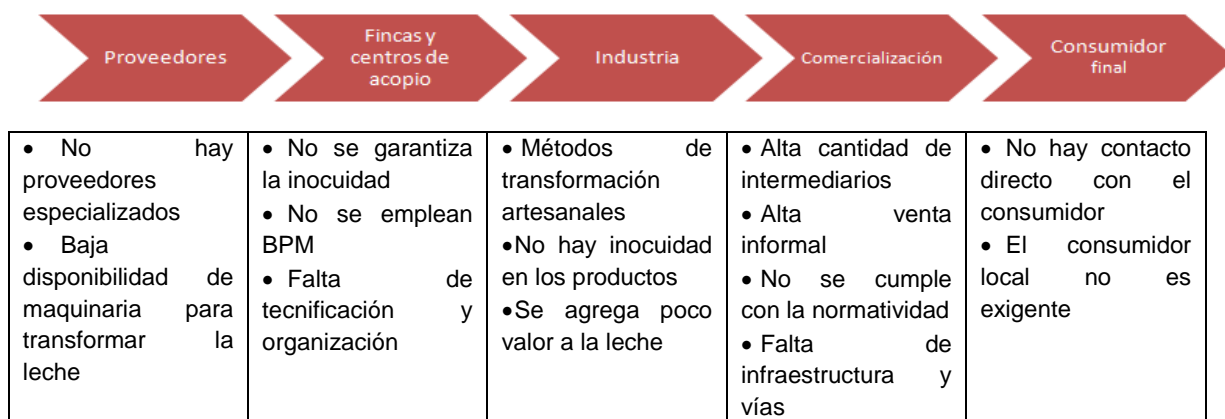 Proveedores
Fincas y
centros de
acopio
Industria
Comercialización
Consumidor
final
• No hay
proveedores
especializados
• Baja
disponibilidad de
maquinaria para
transformar la
leche
• No se garantiza
la inocuidad
• No se emplean
BPM
• Falta de
tecnificación y
organización
• Métodos de
transformación
artesanales
•No hay inocuidad
en los productos
•Se agrega poco
valor a la leche
• Alta cantidad de
intermediarios
• Alta venta
informal
• No se cumple
con la normatividad
• Falta de
infraestructura y
vías
• No hay contacto
directo con el
consumidor
• El consumidor
local no es
exigente